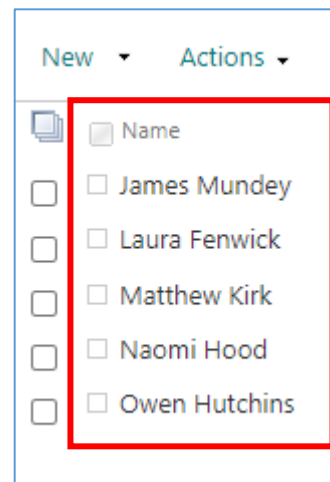 New Actions
Name
James Mundey
Laura Fenwick
Matthew Kirk
Naomi Hood
Owen Hutchins